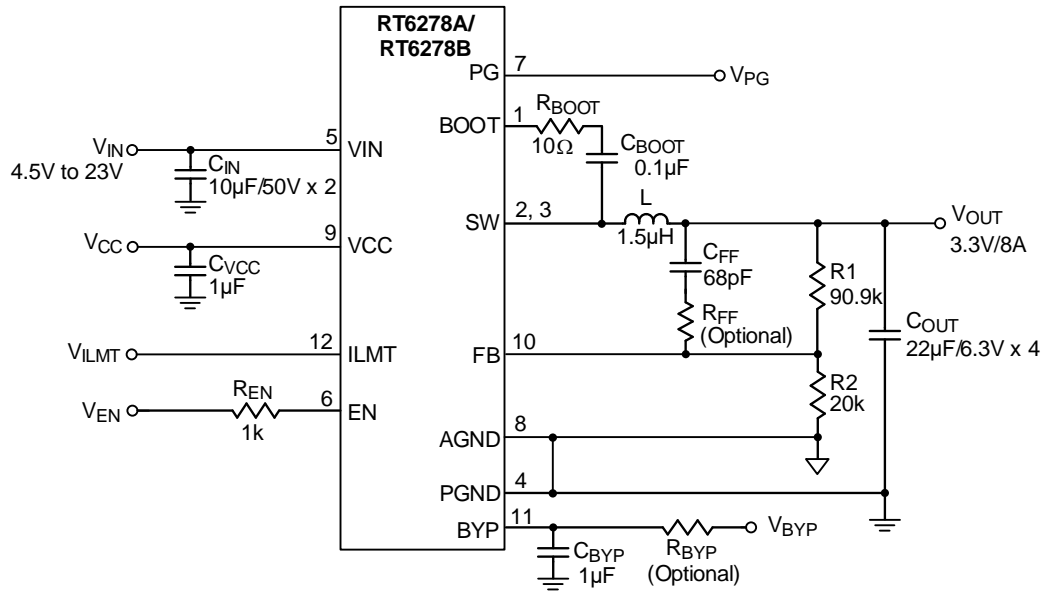 RT6278A/
RT6278B
PG
7
VPG
BOOT
1
RBOOT
10Ω
CBOOT
0.1µF
VIN
4.5V to 23V
CIN
10µF/50V x 2
5
VIN
SW
2, 3
L
1.5µH
VOUT
3.3V/8A
VCC
CVCC
1µF
9
VCC
CFF
68pF
RFF
(Optional)
R1
90.9k
COUT
22µF/6.3V x 4
VILMT
12
ILMT
FB
10
R2
20k
VEN
REN
1k
6
EN
AGND
8
PGND
4
BYP
11
CBYP
1µF
RBYP
(Optional)
VBYP